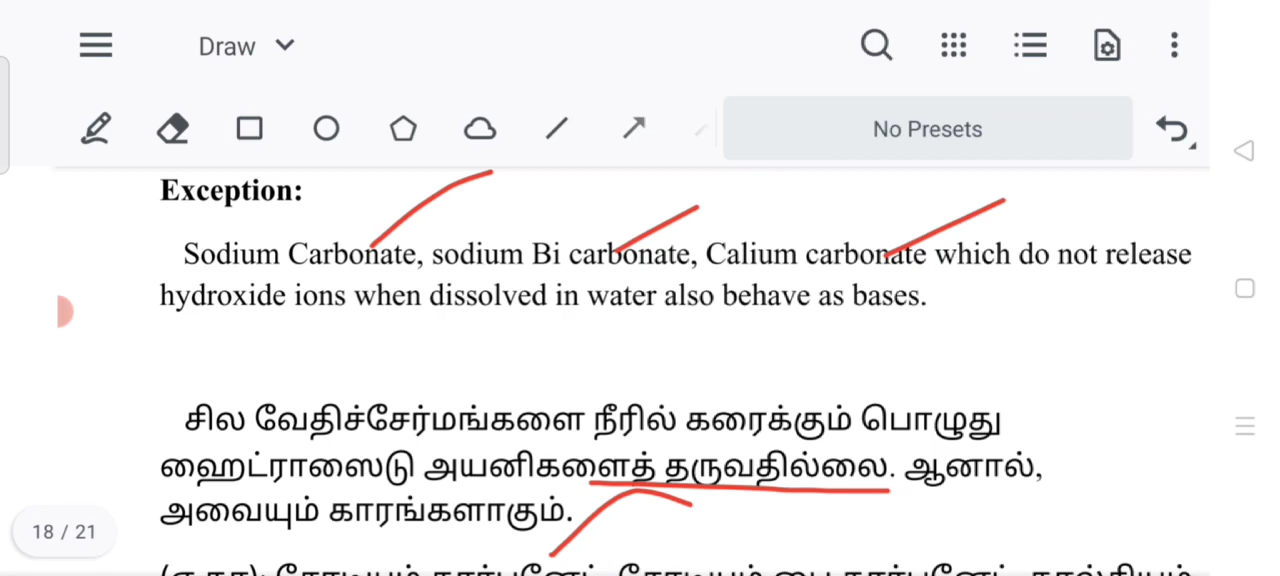 Draw
No Presets
Exception:
Sodium Carbonate, sodium Bi carbonate, Calium carbonate which do not release
hydroxide ions when dissolved in water also behave as bases.
சில வேதிச்சேர்மங்களை நீரில் கரைக்கும் பொழுது
ஹைட்ராஸைடு அயனிகளைத் தருவதில்லை. ஆனால்,
அவையும் காரங்களாகும்.
18 / 21